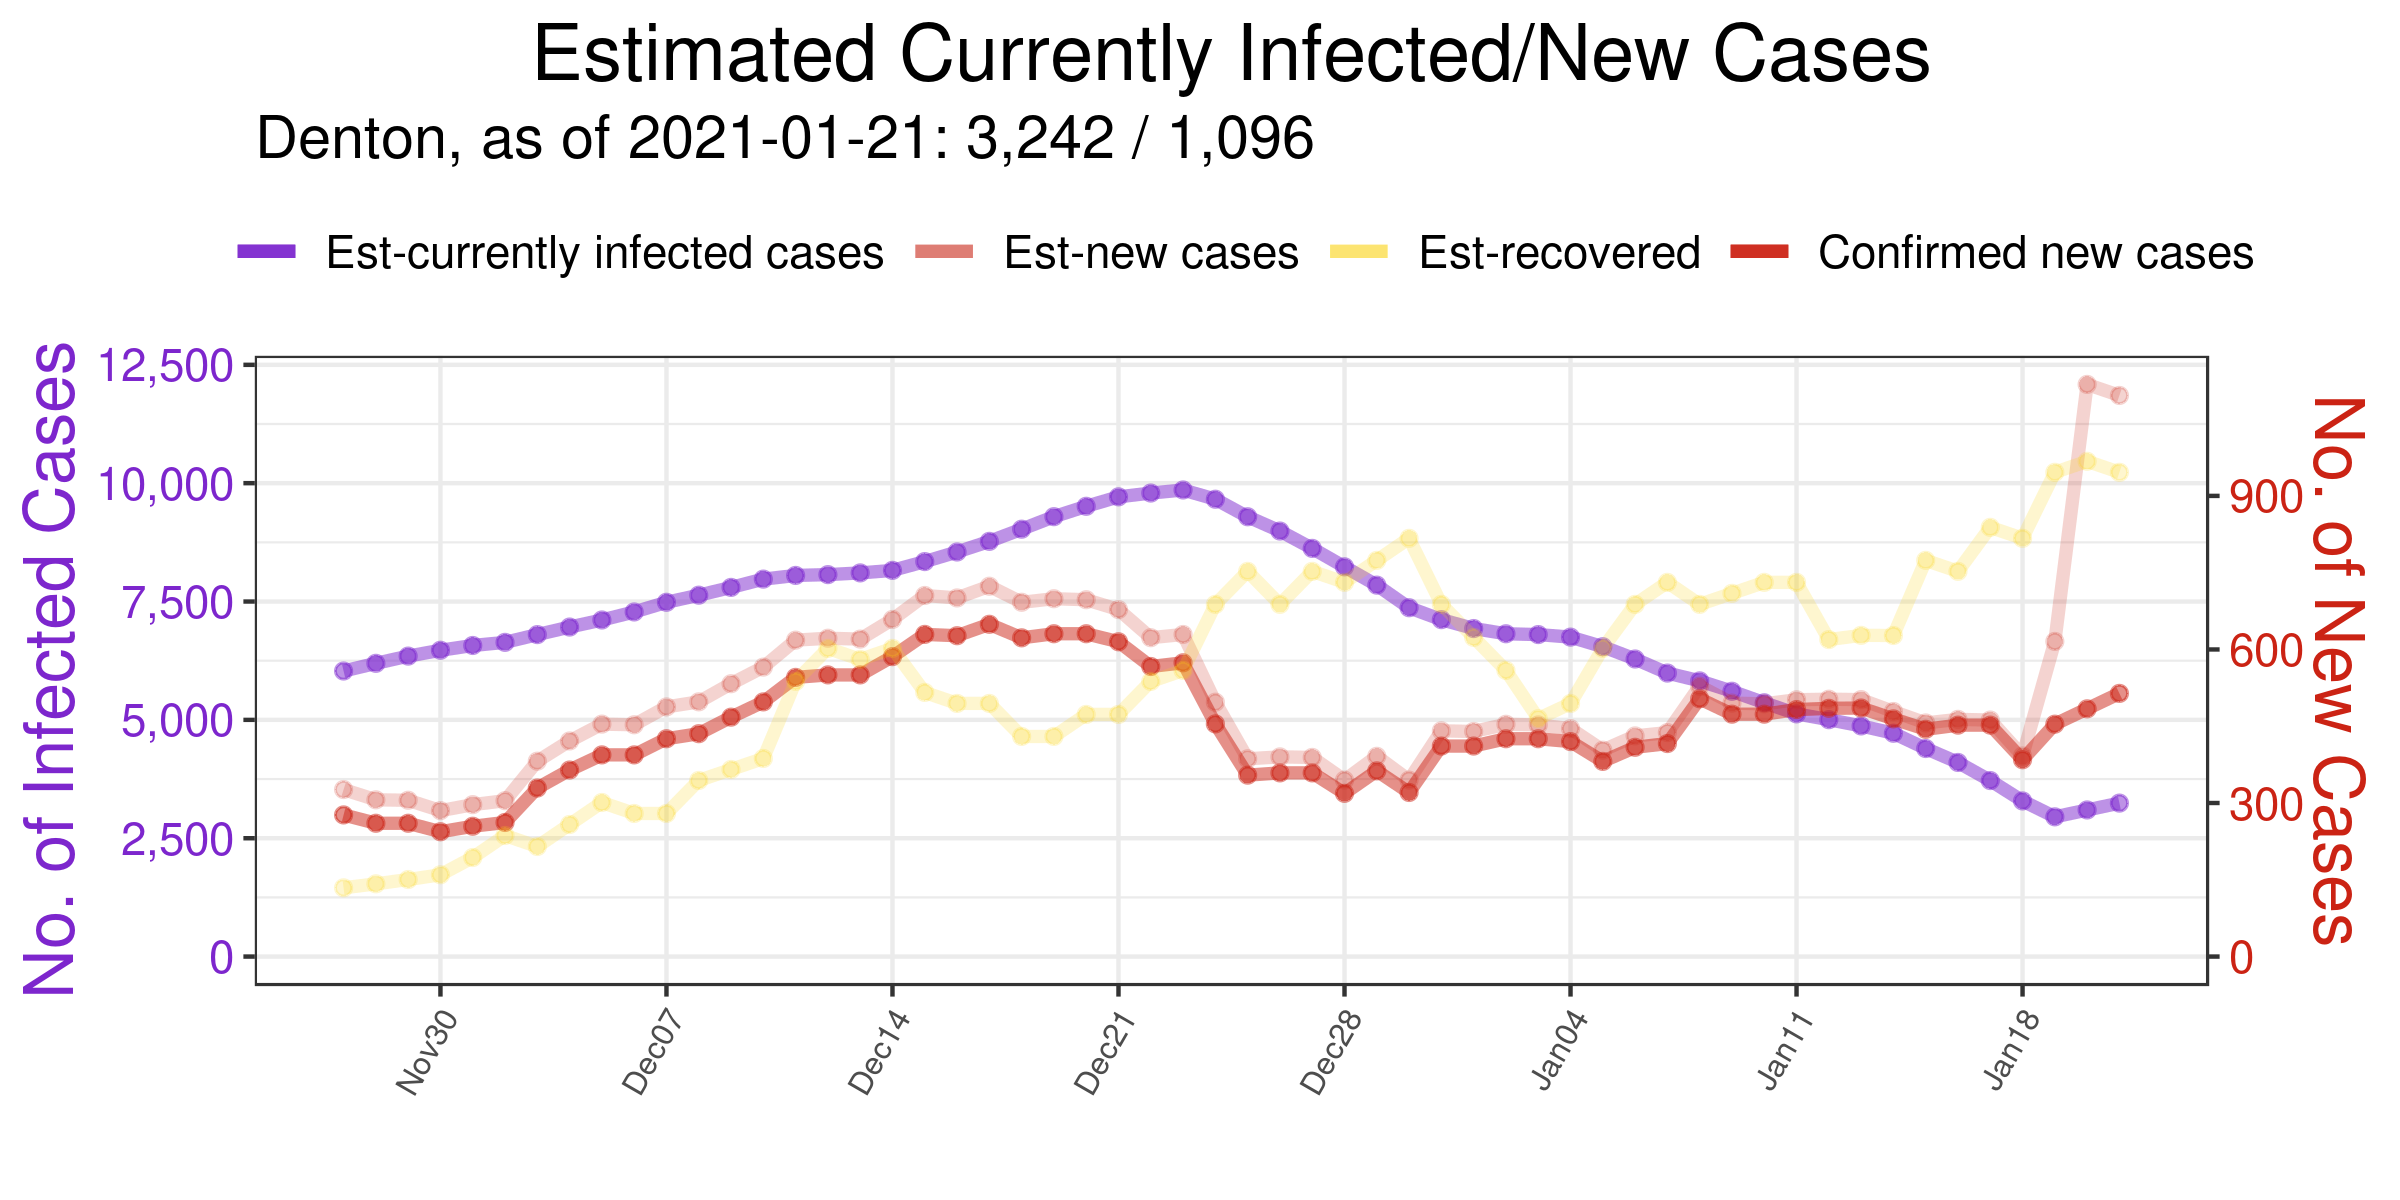 Estimated Currently Infected/New Cases
Denton, as of 2021-01-21: 3,242 / 1,096
Est-currently infected cases Est-new cases Est-recovered Confirmed new cases
No. of Infected Cases
12,500
10,000
7,500
5,000
2,500
0
900
600
300
0
No. of New Cases
Nov30 Dec07 Dec14 Dec21 Dec28 Jan04 Jan11 Jan18